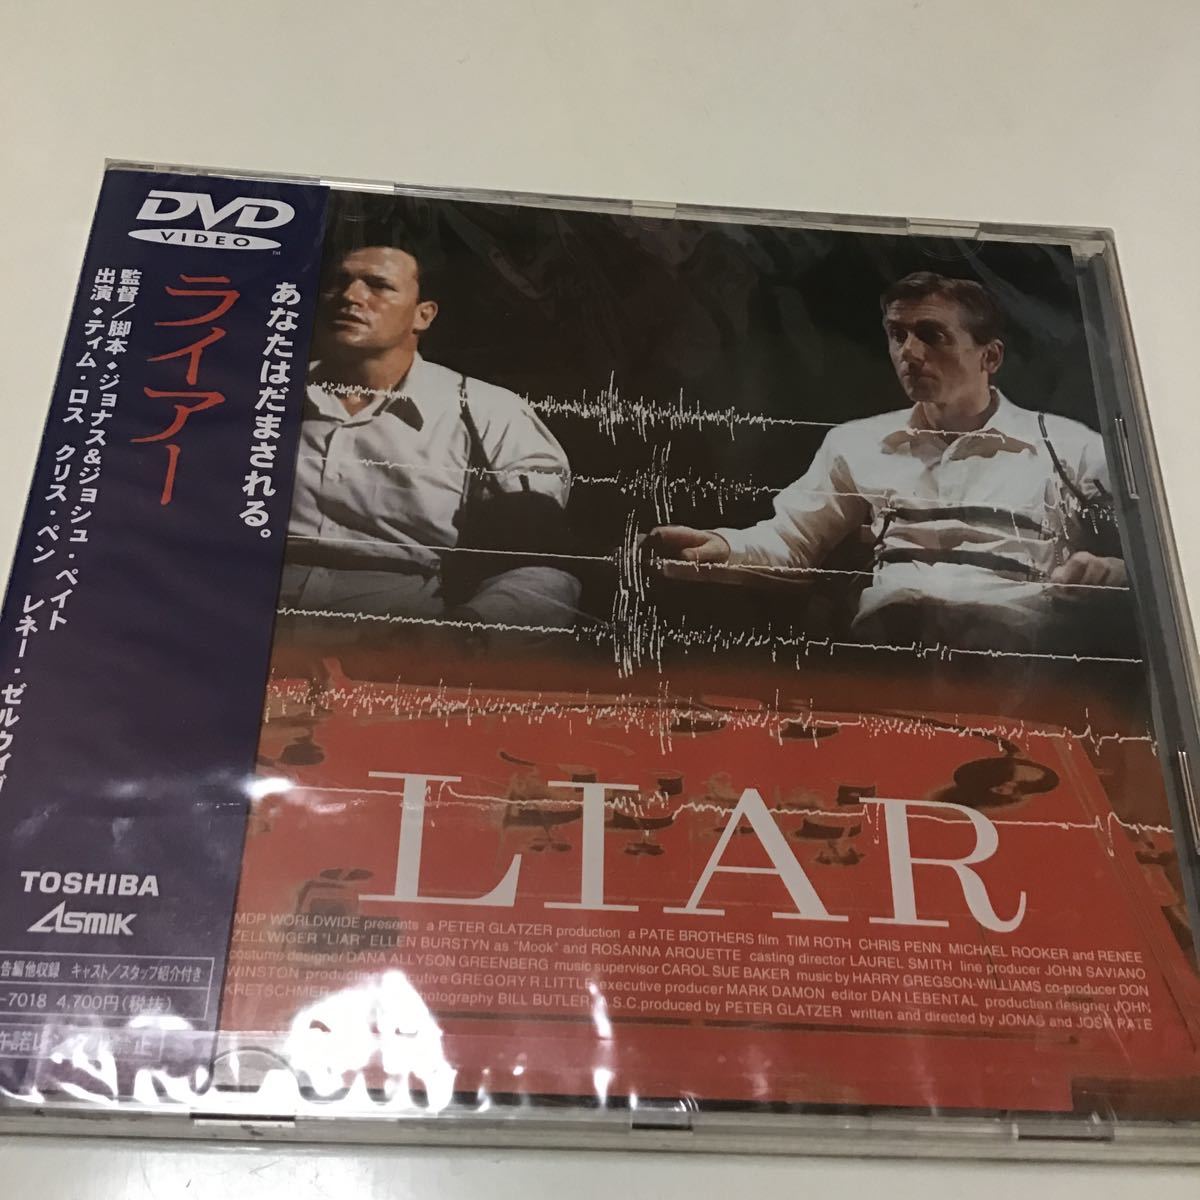 DVD
VIDEO
TM
ライアー
あなたはだまされる。
監督/脚本◆ジョナス&ジョシュ・ペイト
出演◆ティム・ロス クリス・ペン レネー・ゼルウィガ
TOSHIBA
ASMIK
告編他収録 キャスト/スタッフ紹介付き
-7018 4,700円(税抜)
LIAR
MDP WORLDWIDE presents a PETER GLATZER production a PATE BROTHERS film TIM ROTH CHRIS PENN MICHAEL ROOKER and RENEE
ZELLWIGER "LIAR" ELLEN BURSTYN as "Mook" and ROSANNA ARQUETTE casting director LAUREL SMITH line producer JOHN SAVIANO
costume designer DANA ALLYSON GREENBERG music supervisor CAROL SUE BAKER music by HARRY GREGSON-WILLIAMS co-producer DON
WINSTON executive GREGORY R. LITTLE executive producer MARK DAMON editor DAN LEBENTAL production designer JOHN
KRETSCHMER photography BILL BUTLER, A.S.C. produced by PETER GLATZER written and directed by JONAS and JOSH PATE